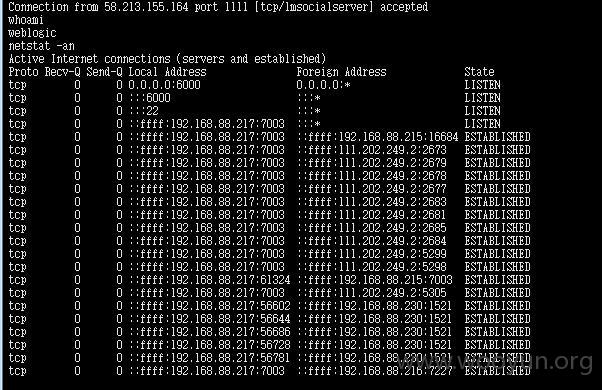 Connection from 58.213.155.164 port 1111 [tcp/lmsocialserver] accepted
whoami
weblogic
netstat -an
Active Internet connections (servers and established)
Proto Recv-Q Send-Q Local Address Foreign Address State
tcp 0 0 0.0.0.0:6000 0.0.0.0:* LISTEN
tcp 0 0 :::6000 :::* LISTEN
tcp 0 0 :::22 :::* LISTEN
tcp 0 0 ::ffff:192.168.88.217:7003 :::* LISTEN
tcp 0 0 ::ffff:192.168.88.217:7003 ::ffff:192.168.88.215:16684 ESTABLISHED
tcp 0 0 ::ffff:192.168.88.217:7003 ::ffff:111.202.249.2:2673 ESTABLISHED
tcp 0 0 ::ffff:192.168.88.217:7003 ::ffff:111.202.249.2:2679 ESTABLISHED
tcp 0 0 ::ffff:192.168.88.217:7003 ::ffff:111.202.249.2:2678 ESTABLISHED
tcp 0 0 ::ffff:192.168.88.217:7003 ::ffff:111.202.249.2:2677 ESTABLISHED
tcp 0 0 ::ffff:192.168.88.217:7003 ::ffff:111.202.249.2:2683 ESTABLISHED
tcp 0 0 ::ffff:192.168.88.217:7003 ::ffff:111.202.249.2:2681 ESTABLISHED
tcp 0 0 ::ffff:192.168.88.217:7003 ::ffff:111.202.249.2:2685 ESTABLISHED
tcp 0 0 ::ffff:192.168.88.217:7003 ::ffff:111.202.249.2:2684 ESTABLISHED
tcp 0 0 ::ffff:192.168.88.217:7003 ::ffff:111.202.249.2:5299 ESTABLISHED
tcp 0 0 ::ffff:192.168.88.217:7003 ::ffff:111.202.249.2:5298 ESTABLISHED
tcp 0 0 ::ffff:192.168.88.217:61324 ::ffff:192.168.88.215:7003 ESTABLISHED
tcp 0 0 ::ffff:192.168.88.217:7003 ::ffff:111.202.249.2:5305 ESTABLISHED
tcp 0 0 ::ffff:192.168.88.217:56602 ::ffff:192.168.88.230:1521 ESTABLISHED
tcp 0 0 ::ffff:192.168.88.217:56644 ::ffff:192.168.88.230:1521 ESTABLISHED
tcp 0 0 ::ffff:192.168.88.217:56686 ::ffff:192.168.88.230:1521 ESTABLISHED
tcp 0 0 ::ffff:192.168.88.217:56728 ::ffff:192.168.88.230:1521 ESTABLISHED
tcp 0 0 ::ffff:192.168.88.217:56781 ::ffff:192.168.88.230:1521 ESTABLISHED
tcp 0 0 ::ffff:192.168.88.217:7003 ::ffff:192.168.88.216:7227 ESTABLISHED